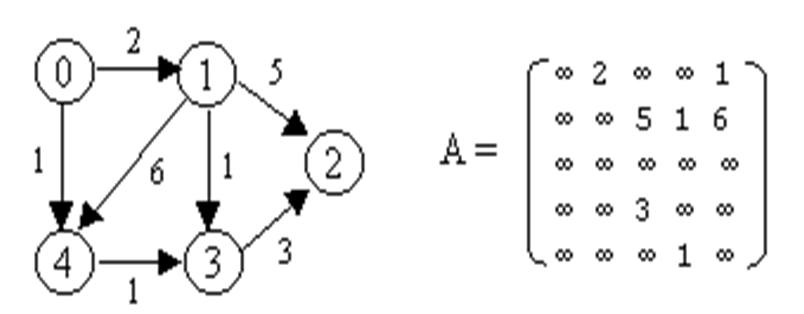 2
0
1
5
1
6
1
2
4
3
3
1
A =
∞ 2 ∞ ∞ 1
∞ ∞ 5 1 6
∞ ∞ ∞ ∞ ∞
∞ ∞ 3 ∞ ∞
∞ ∞ ∞ 1 ∞